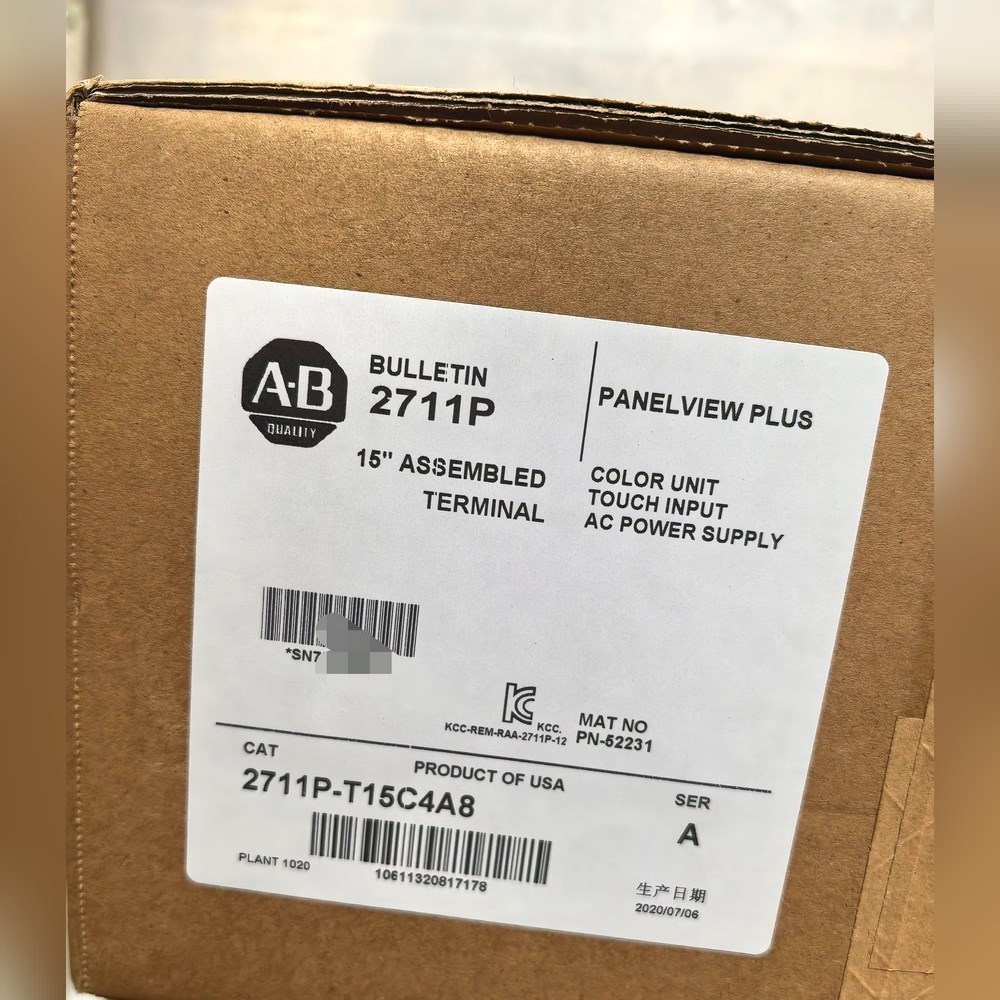 A-B
QUALITY
BULLETIN
2711P
PANELVIEW PLUS
15" ASSEMBLED
TERMINAL
COLOR UNIT
TOUCH INPUT
AC POWER SUPPLY
*SN7
KCC.
KCC-REM-RAA-2711P-12
MAT NO
PN-52231
CAT
PRODUCT OF USA
2711P-T15C4A8
SER
A
PLANT 1020
10611320817178
生产日期
2020/07/06